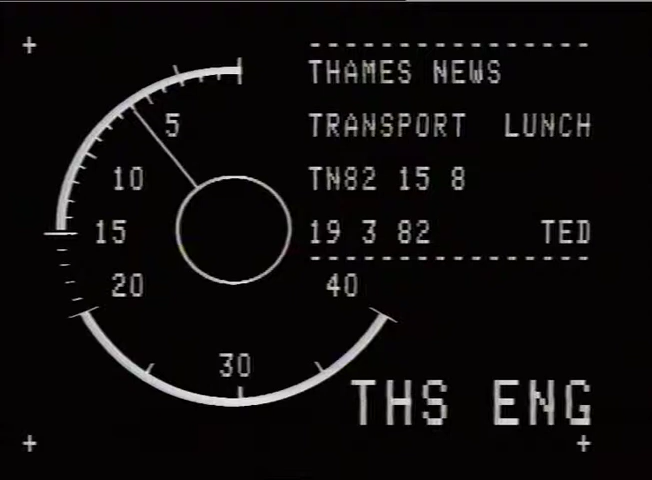 THAMES NEWS
TRANSPORT LUNCH
TN82 15 8
19 3 82 TED
5
10
15
20
30
40
THS ENG